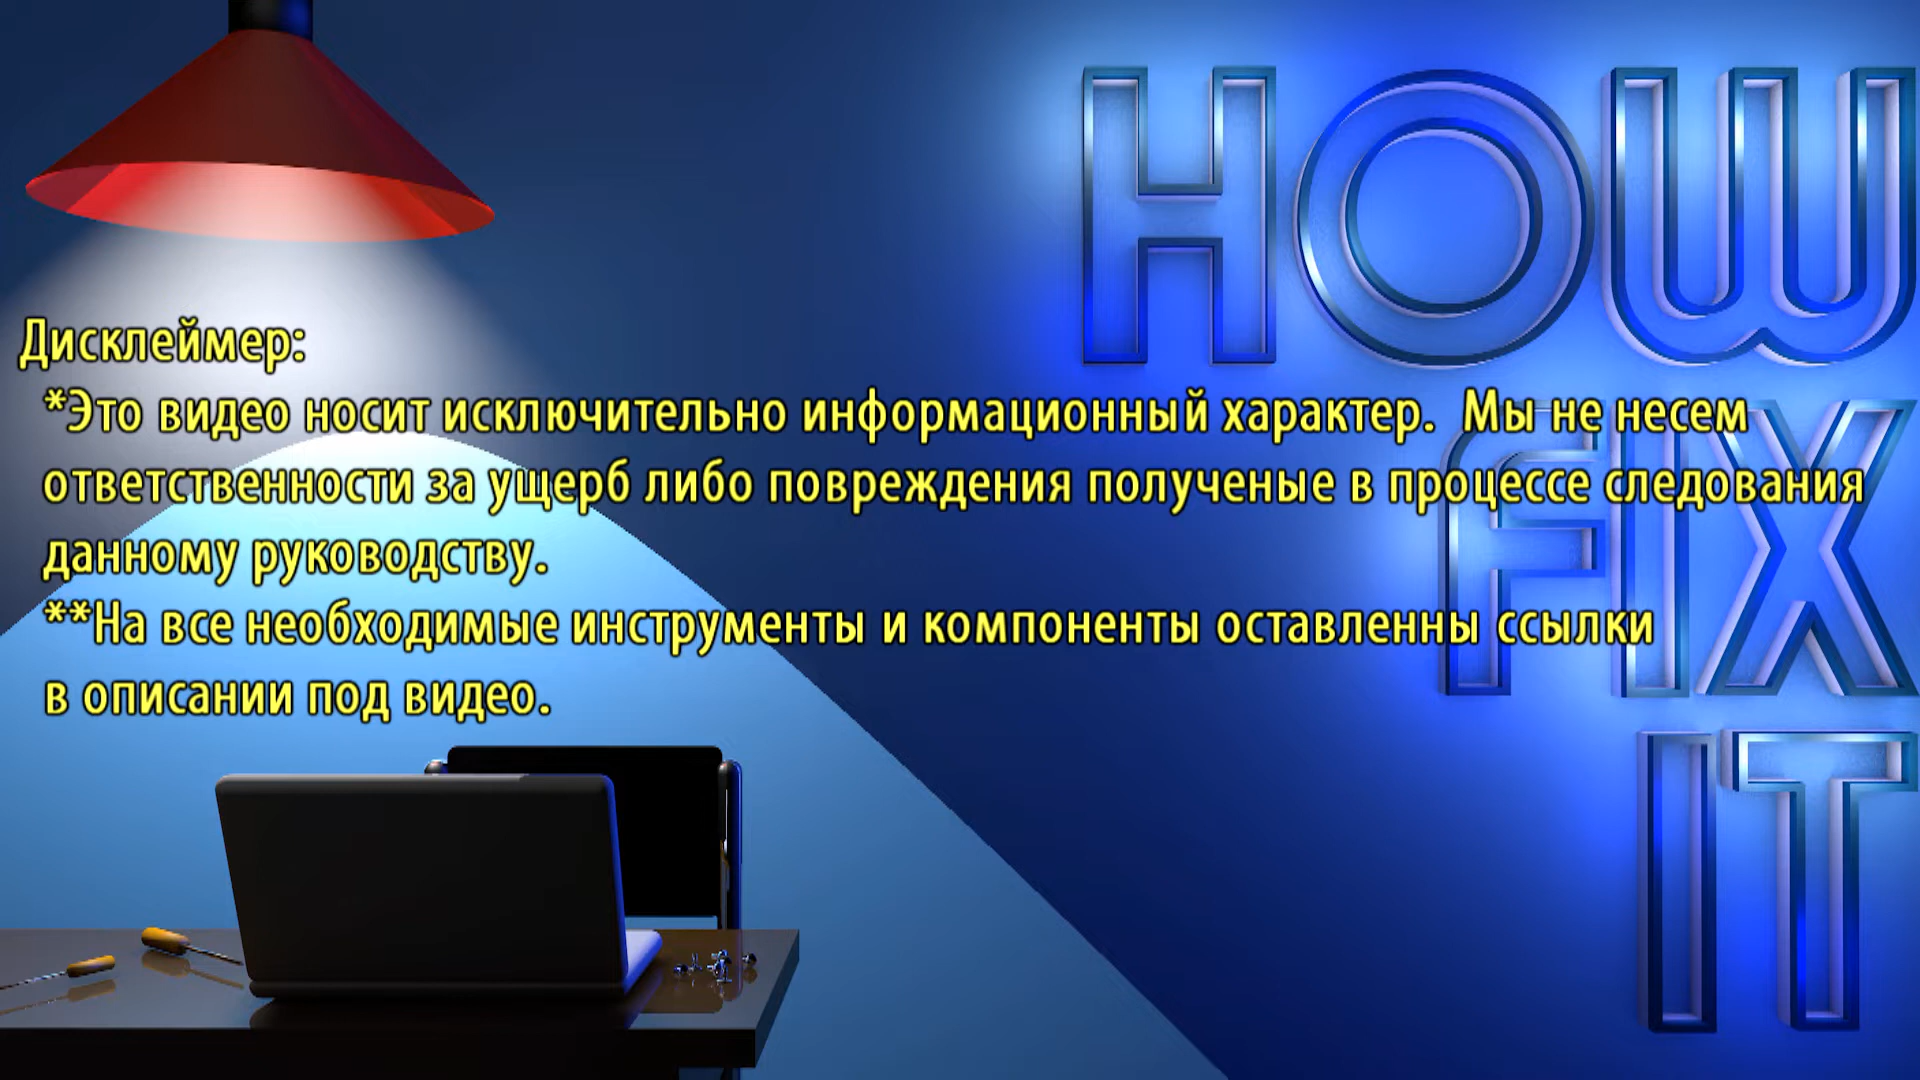 HOW
FIX
IT
Дисклеймер:
*Это видео носит исключительно информационный характер. Мы не несем
ответственности за ущерб либо повреждения полученые в процессе следования
данному руководству.
**На все необходимые инструменты и компоненты оставленны ссылки
в описании под видео.